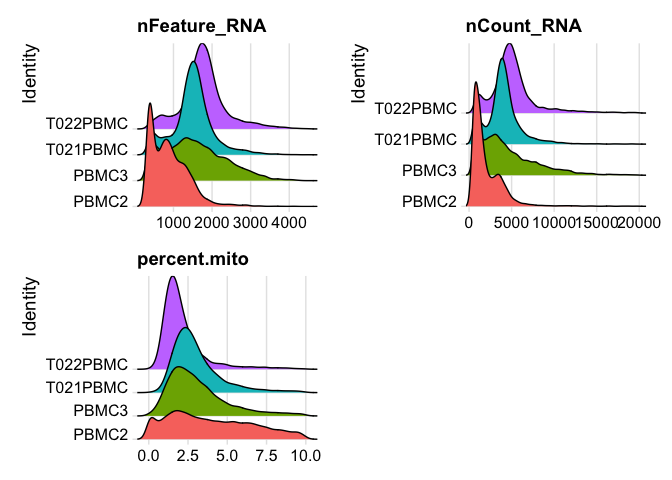 nFeature_RNA
Identity
T022PBMC
T021PBMC
PBMC3
PBMC2
1000 2000 3000 4000
nCount_RNA
Identity
T022PBMC
T021PBMC
PBMC3
PBMC2
0 5000 10000 15000 20000
percent.mito
Identity
T022PBMC
T021PBMC
PBMC3
PBMC2
0.0 2.5 5.0 7.5 10.0